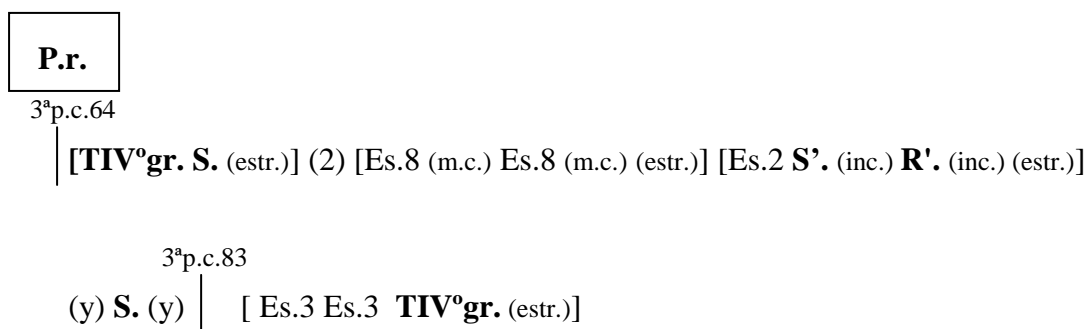 P.r.
3ªp.c.64
[TIVºgr. S. (estr.)] (2) [Es.8 (m.c.) Es.8 (m.c.) (estr.)] [Es.2 S’. (inc.) R'. (inc.) (estr.)]
3ªp.c.83
(y) S. (y) [ Es.3 Es.3 TIVºgr. (estr.)]